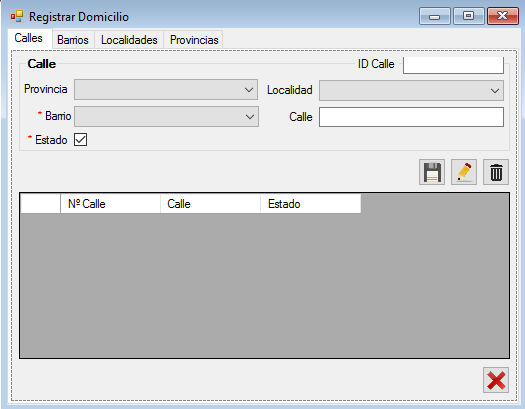 Registrar Domicilio
Calles Barrios Localidades Provincias
Calle ID Calle
Provincia Localidad
* Barrio Calle
* Estado
Nº Calle Calle Estado